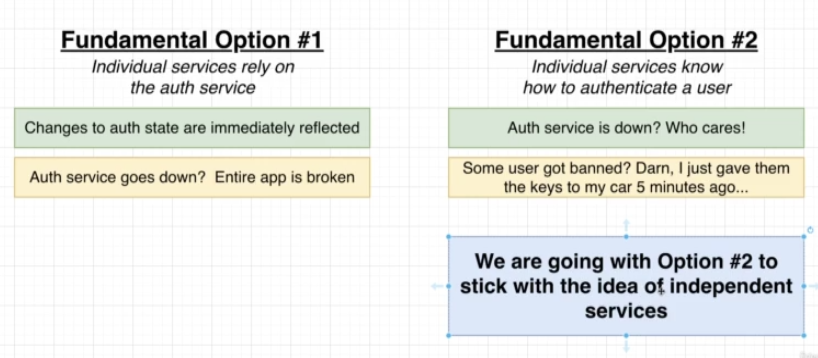 Fundamental Option #1
Individual services rely on
the auth service
Changes to auth state are immediately reflected
Auth service goes down? Entire app is broken
Fundamental Option #2
Individual services know
how to authenticate a user
Auth service is down? Who cares!
Some user got banned? Darn, I just gave them
the keys to my car 5 minutes ago...
We are going with Option #2 to
stick with the idea of independent
services